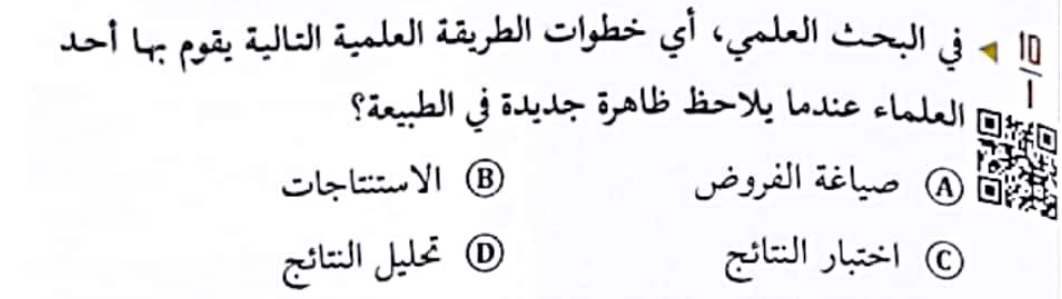 10 ◄ في البحث العلمي، أي خطوات الطريقة العلمية التالية يقوم بها أحد
1 العلماء عندما يلاحظ ظاهرة جديدة في الطبيعة؟
Ⓐ صياغة الفروض Ⓑ الاستنتاجات
Ⓒ اختبار النتائج Ⓓ تحليل النتائج